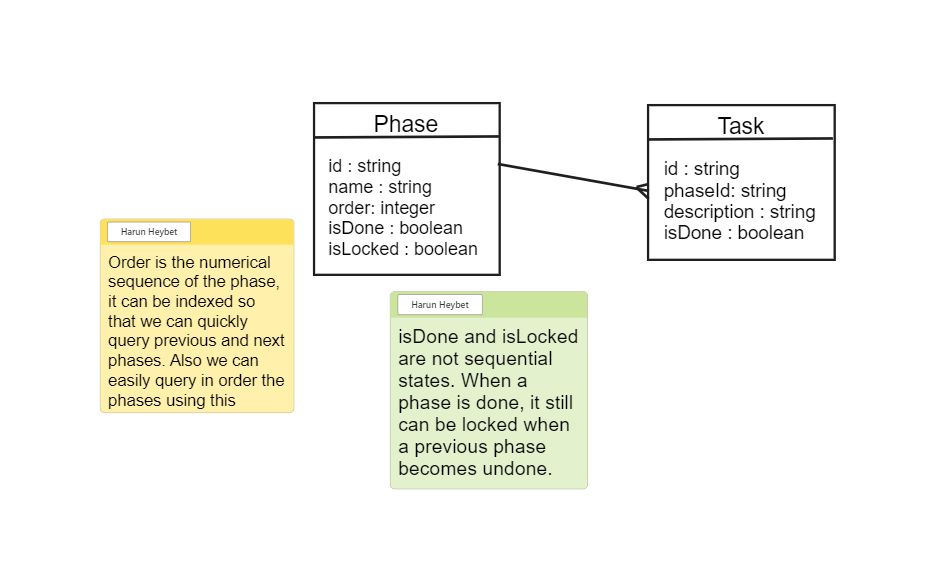 Phase
id : string
name : string
order: integer
isDone : boolean
isLocked : boolean
Task
id : string
phaseId: string
description : string
isDone : boolean
Harun Heybet
Order is the numerical
sequence of the phase,
it can be indexed so
that we can quickly
query previous and next
phases. Also we can
easily query in order the
phases using this
Harun Heybet
isDone and isLocked
are not sequential
states. When a
phase is done, it still
can be locked when
a previous phase
becomes undone.